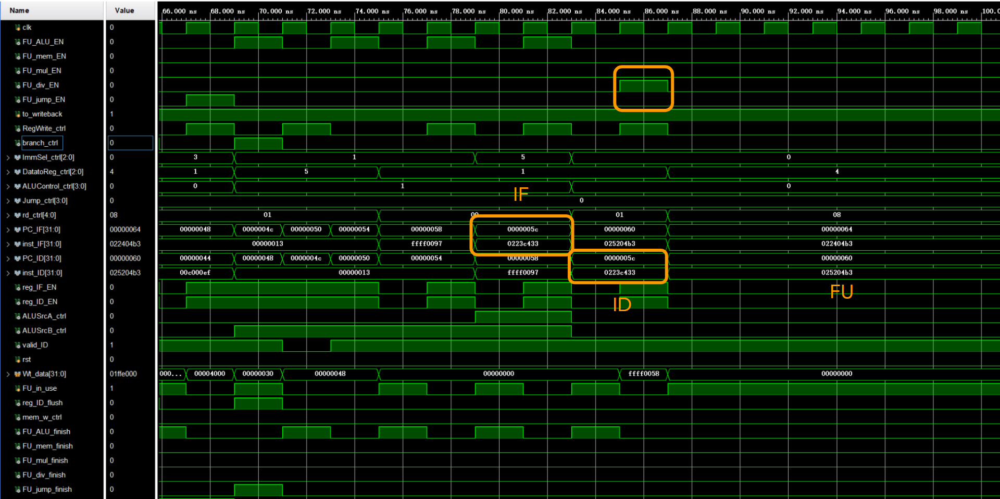 Name Value 66.000 ns 68.000 ns 70.000 ns 72.000 ns 74.000 ns 76.000 ns 78.000 ns 80.000 ns 82.000 ns 84.000 ns 86.000 ns 88.000 ns 90.000 ns 92.000 ns 94.000 ns 96.000 ns 98.000 ns 100.0
clk 0
FU_ALU_EN 0
FU_mem_EN 0
FU_mul_EN 0
FU_div_EN 0
FU_jump_EN 0
to_writeback 1
RegWrite_ctrl 0
branch_ctrl 0
ImmSel_ctrl[2:0] 0 3 1 5 0
DatatoReg_ctrl[2:0] 4 1 5 1 4
ALUControl_ctrl[3:0] 0 0 1 0
IF
Jump_ctrl[3:0] 0 0
rd_ctrl[4:0] 08 01 00 01 08
PC_IF[31:0] 00000064 00000048 0000004c 00000050 00000054 00000058 0000005c 00000060 00000064
inst_IF[31:0] 022404b3 00000013 ffff0097 0223c433 025204b3 022404b3
PC_ID[31:0] 00000060 00000044 00000048 0000004c 00000050 00000054 00000058 0000005c 00000060
inst_ID[31:0] 025204b3 00c000ef 00000013 ffff0097 0223c433 025204b3
reg_IF_EN 0
FU
reg_ID_EN 0
ID
ALUSrcA_ctrl 0
ALUSrcB_ctrl 0
valid_ID 1
rst 0
Wt_data[31:0] 01ffe000 000... 00004000 00000030 00000048 00000000 ffff0058 00000000
FU_in_use 1
reg_ID_flush 0
mem_w_ctrl 0
FU_ALU_finish 0
FU_mem_finish 0
FU_mul_finish 0
FU_div_finish 0
FU_jump_finish 0